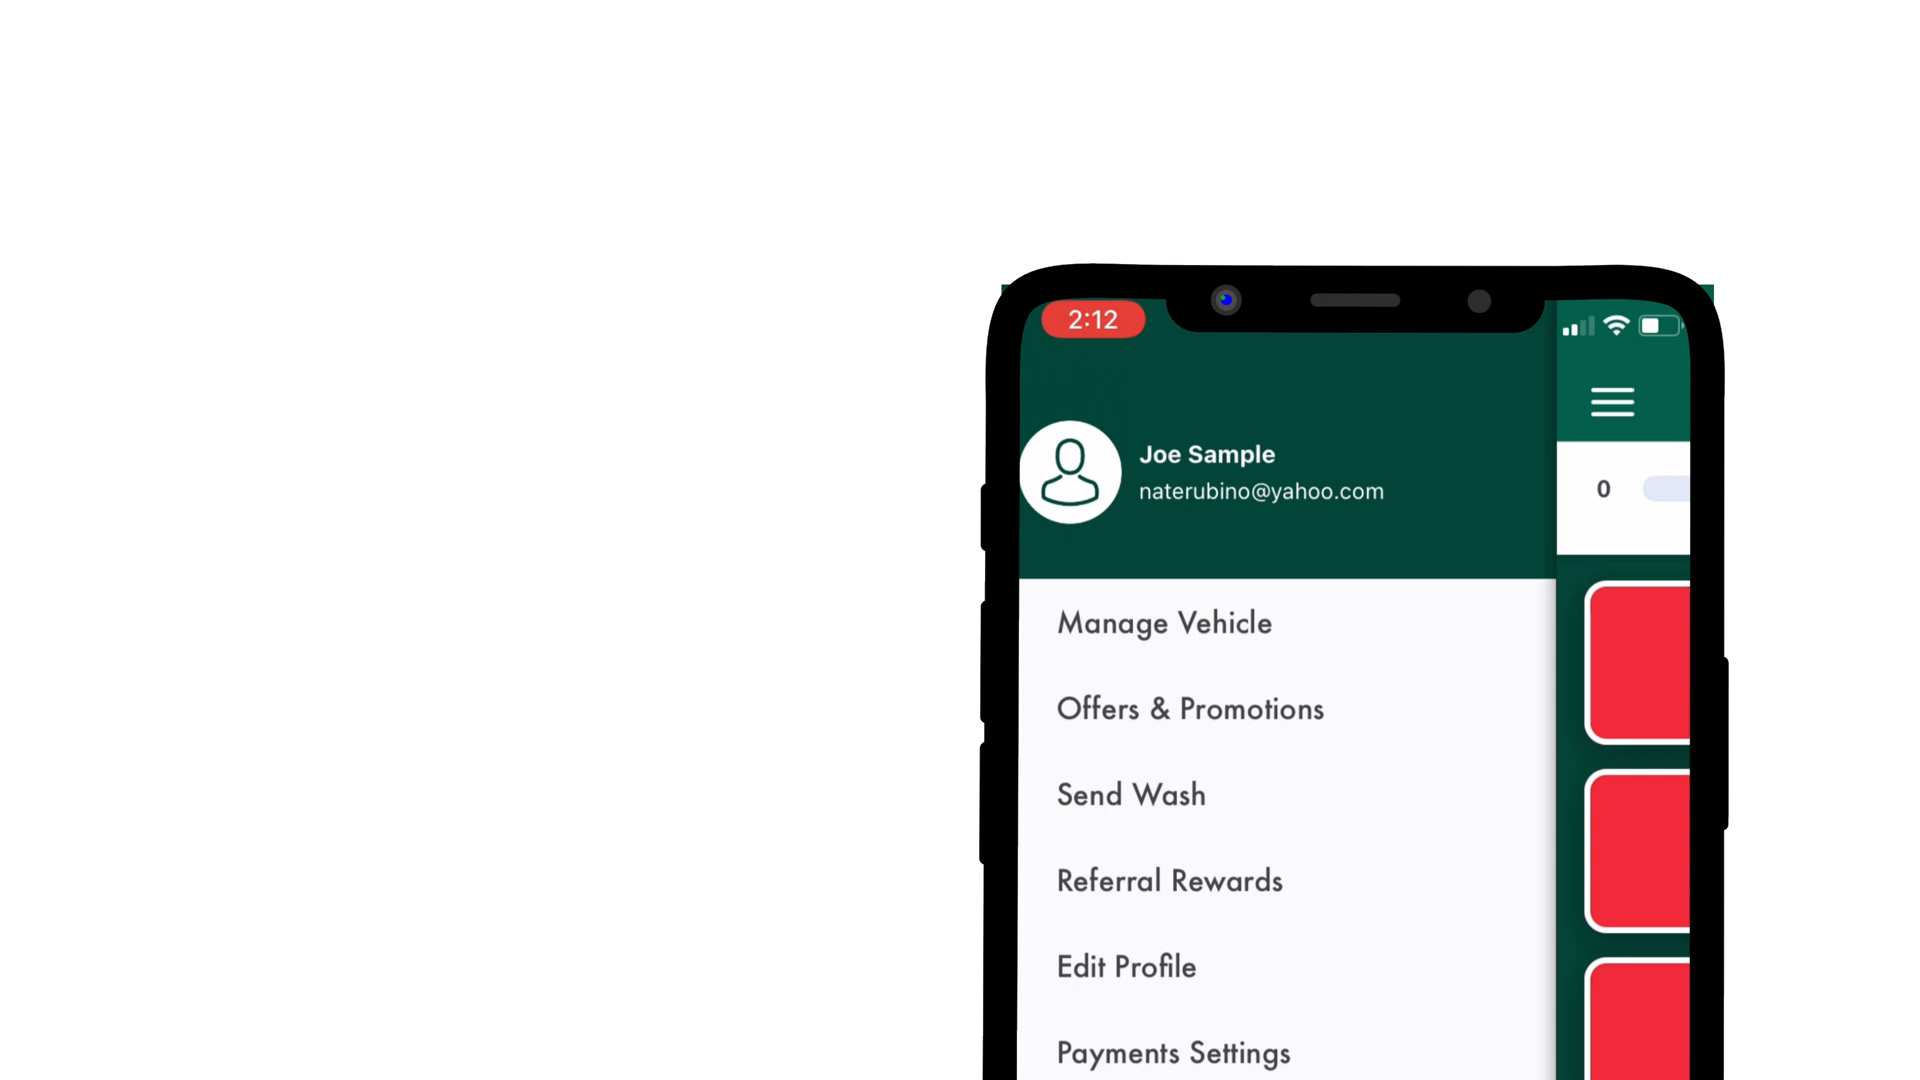 2:12
Joe Sample
naterubino@yahoo.com
0
Manage Vehicle
Offers & Promotions
Send Wash
Referral Rewards
Edit Profile
Payments Settings